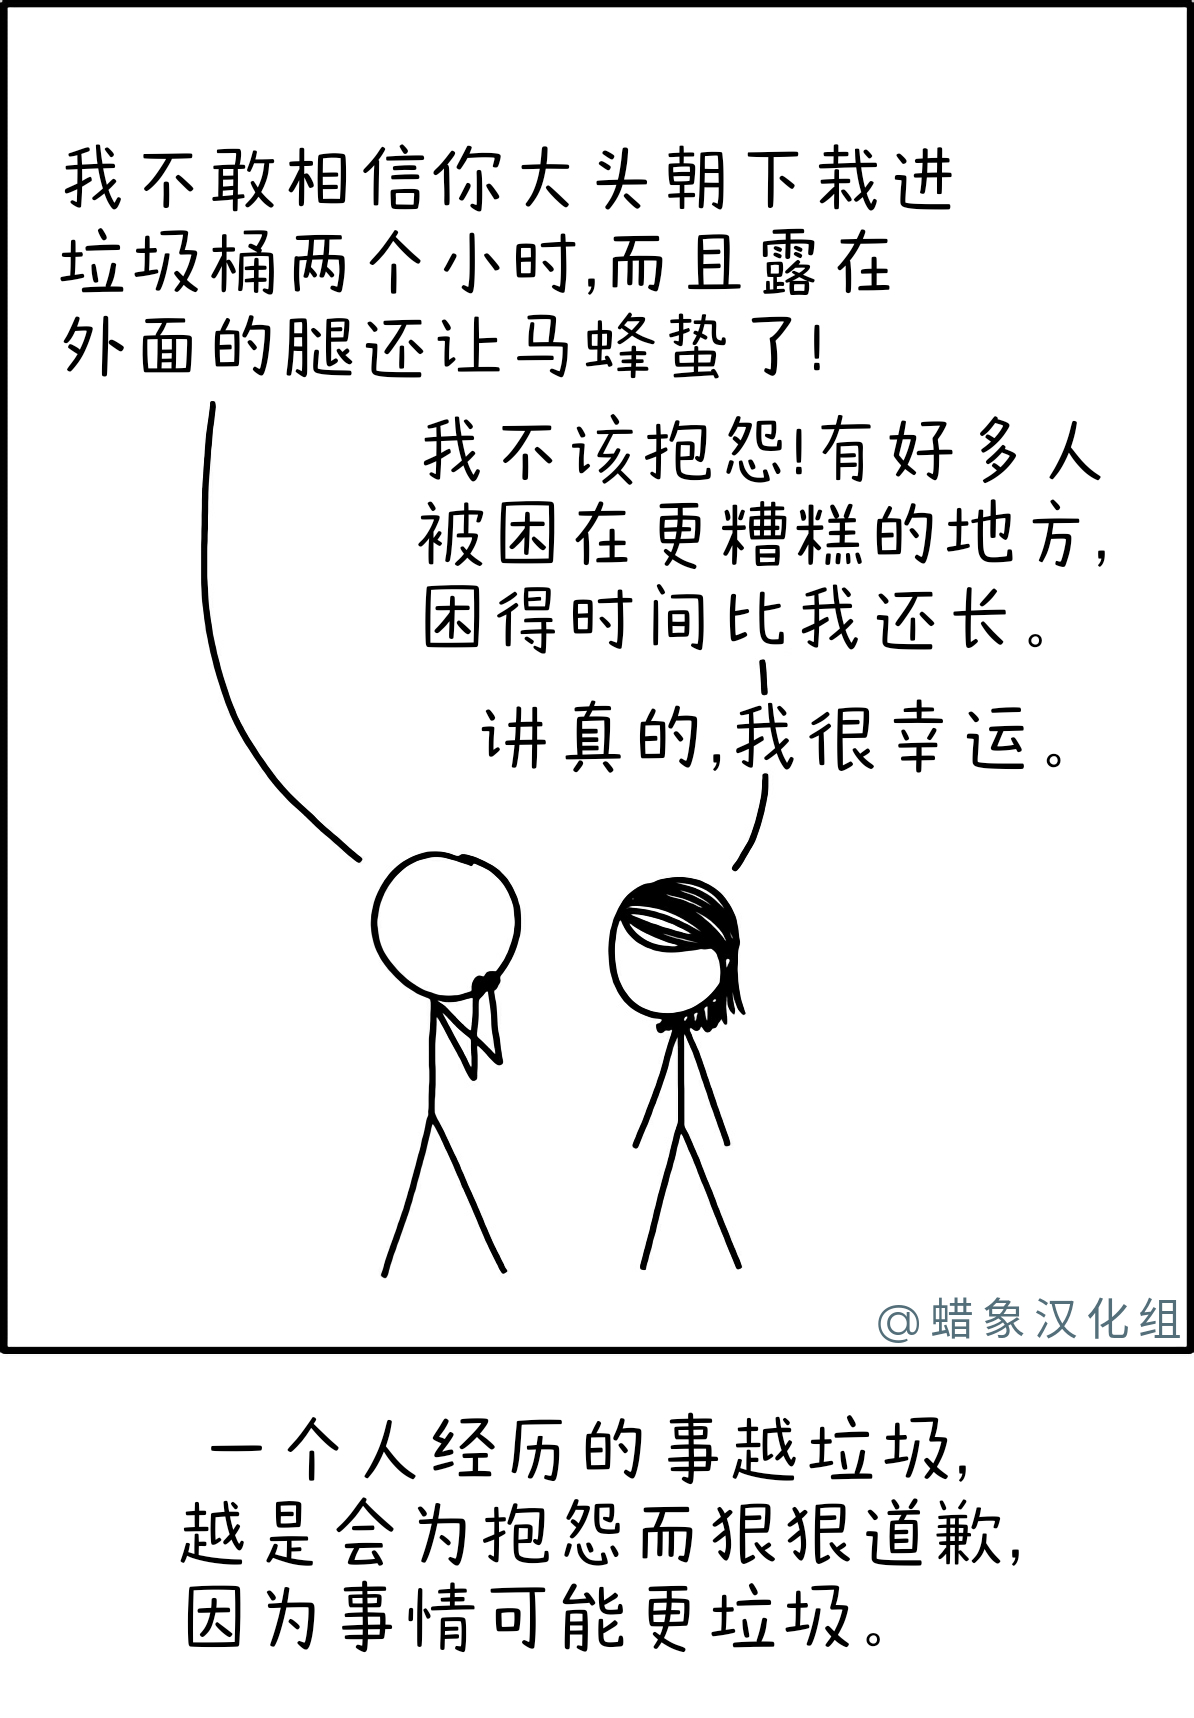 我不敢相信你大头朝下栽进
垃圾桶两个小时,而且露在
外面的腿还让马蜂蛰了!
我不该抱怨!有好多人
被困在更糟糕的地方,
困得时间比我还长。
讲真的,我很幸运。
@蜡象汉化组
一个人经历的事越垃圾,
越是会为抱怨而狠狠道歉,
因为事情可能更垃圾。